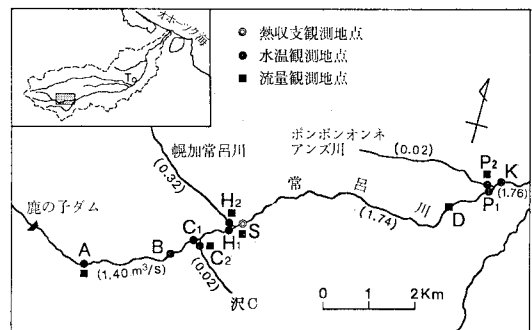 オホーツク海
To
◎ 熱収支観測地点
● 水温観測地点
■ 流量観測地点
ポンポンオンネ
アンズ川
(0.02)
幌加常呂川
(0.32)
常呂川
(1.74)
P2
K
(1.76)
P1
D
鹿の子ダム
H2
S
H1
C1
C2
B
A
(1.40 m³/s)
(0.02)
沢C
0 1 2Km